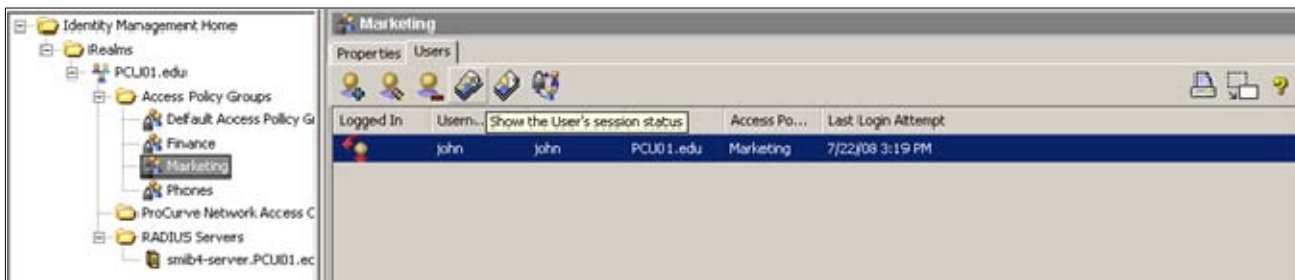 Identity Management Home
Realms
PCU01.edu
Access Policy Groups
Default Access Policy G
Finance
Marketing
Phones
ProCurve Network Access C
RADIUS Servers
smib4-server.PCU01.ec
Marketing
Properties Users
Logged In Usern... Show the User's session status Access Po... Last Login Attempt
john john PCU01.edu Marketing 7/22/08 3:19 PM